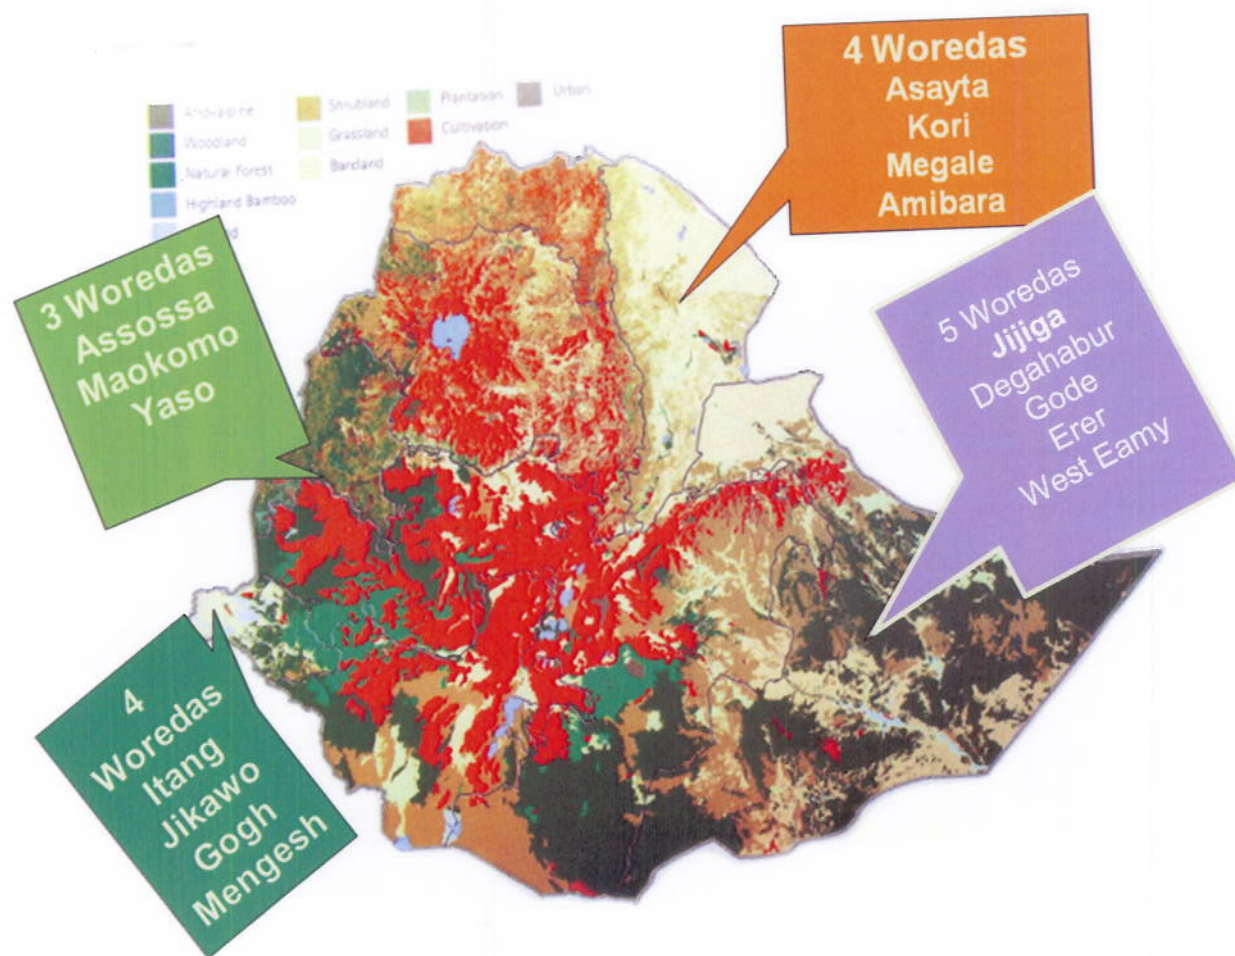 Shrubland
Plantation
Urban
Woodland
Grassland
Cultivation
Natural Forest
Bareland
Highland Bamboo
4 Woredas
Asayta
Kori
Megale
Amibara
3 Woredas
Assossa
Maokomo
Yaso
5 Woredas
Jijiga
Degahabur
Gode
Erer
West Eamy
4
Woredas
Itang
Jikawo
Gogh
Mengesh